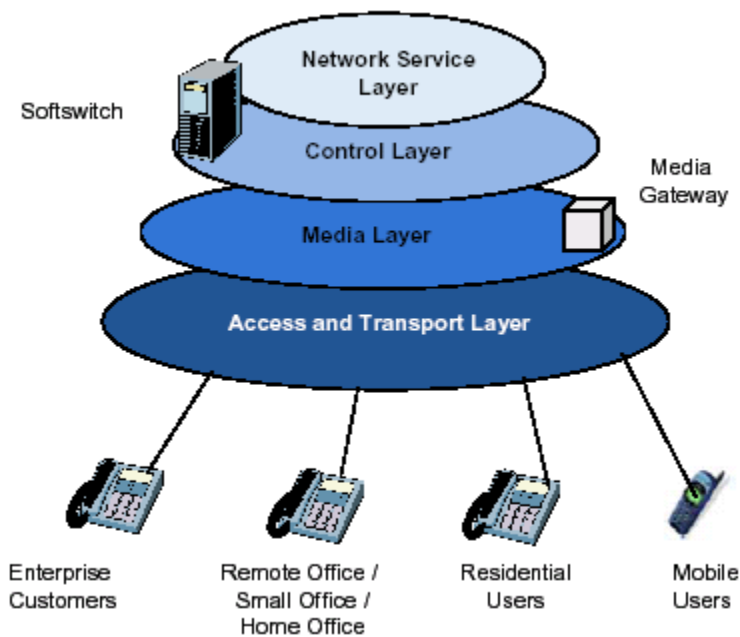 Network Service
Layer
Softswitch
Control Layer
Media
Gateway
Media Layer
Access and Transport Layer
Enterprise
Customers
Remote Office /
Small Office /
Home Office
Residential
Users
Mobile
Users